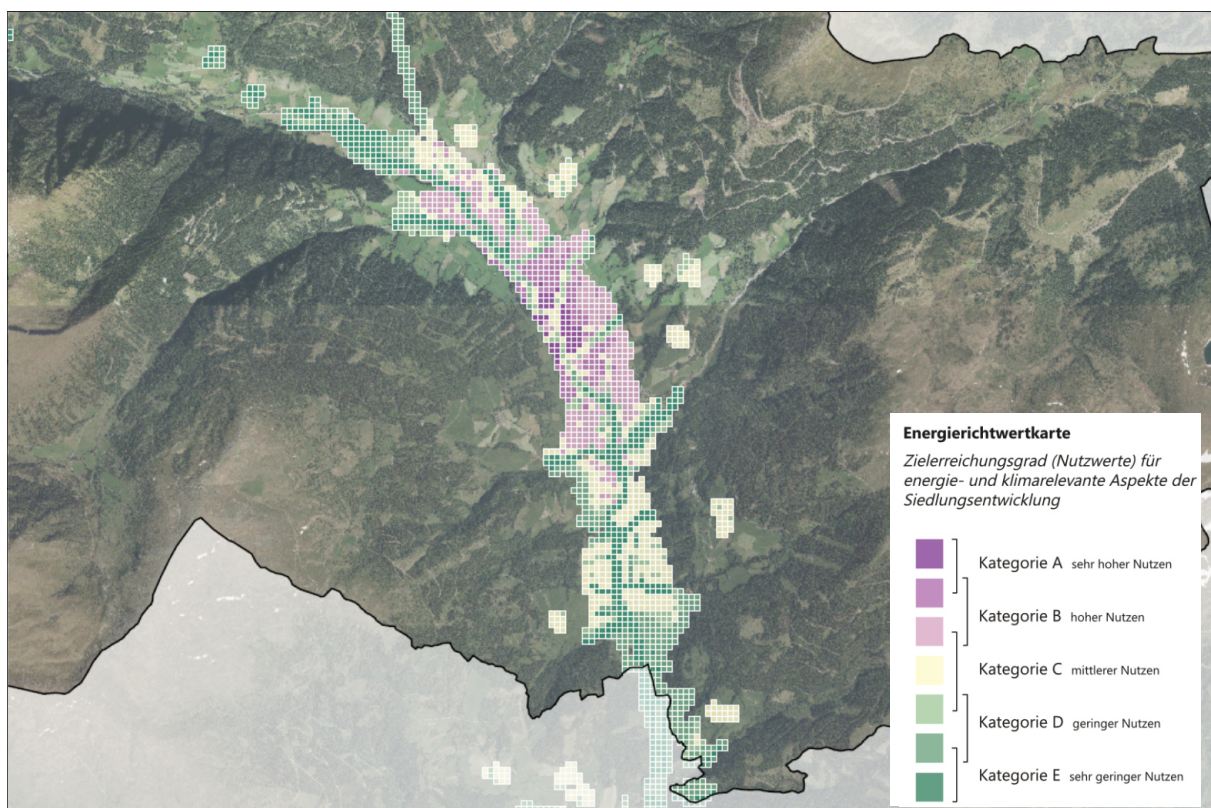 Energierichtwertkarte
Zielerreichungsgrad (Nutzwerte) für
energie- und klimarelevante Aspekte der
Siedlungsentwicklung
Kategorie A sehr hoher Nutzen
Kategorie B hoher Nutzen
Kategorie C mittlerer Nutzen
Kategorie D geringer Nutzen
Kategorie E sehr geringer Nutzen